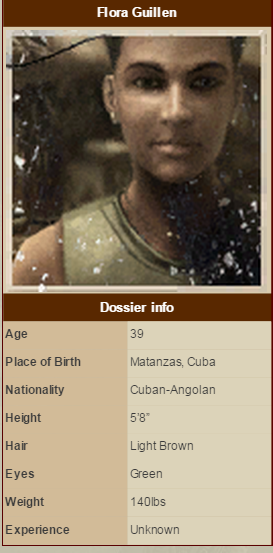 Flora Guillen
Dossier info
Age 39
Place of Birth Matanzas, Cuba
Nationality Cuban-Angolan
Height 5'8”
Hair Light Brown
Eyes Green
Weight 140lbs
Experience Unknown